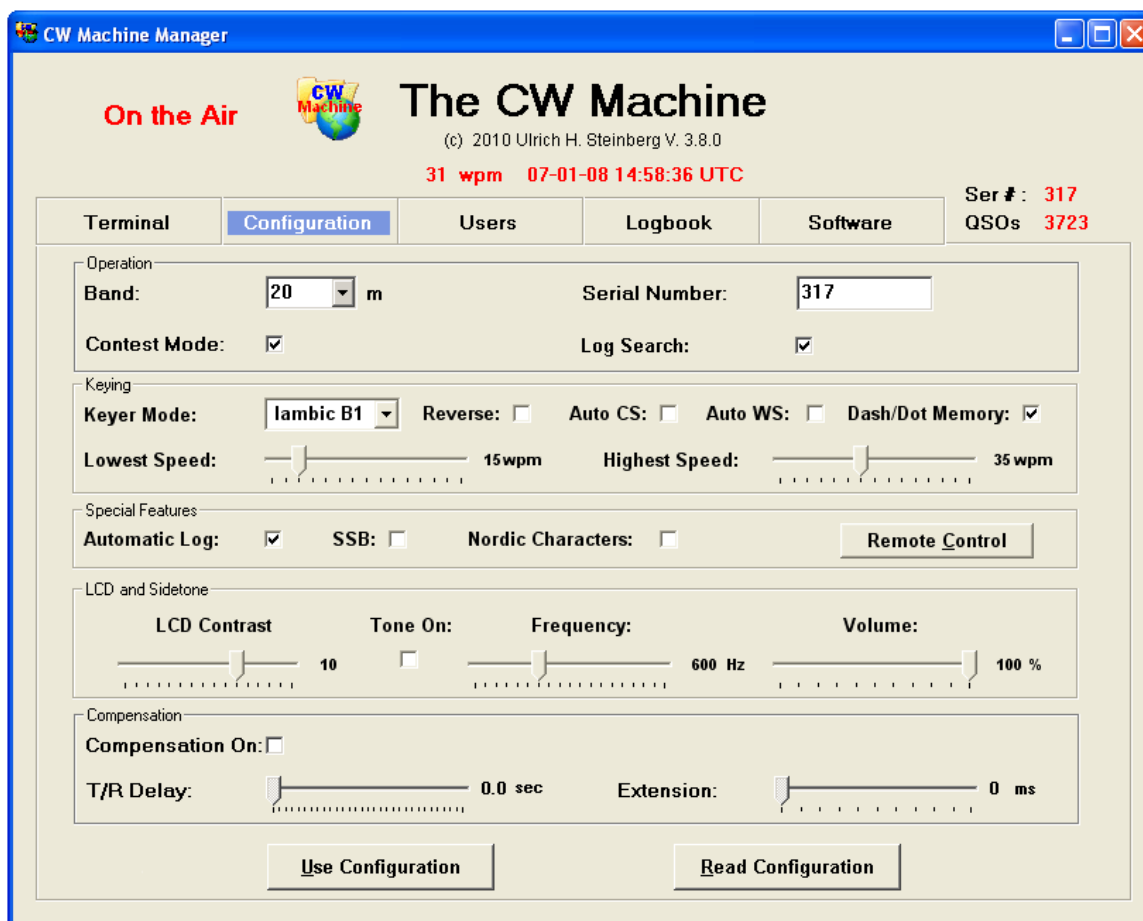 CW Machine Manager
On the Air
CW Machine
The CW Machine
(c) 2010 Ulrich H. Steinberg V. 3.8.0
31 wpm 07-01-08 14:58:36 UTC
Ser # : 317
QSOs 3723
Terminal Configuration Users Logbook Software
Operation
Band: 20 m Serial Number: 317
Contest Mode: Log Search:
Keying
Keyer Mode: Iambic B1 Reverse: Auto CS: Auto WS: Dash/Dot Memory:
Lowest Speed: 15 wpm Highest Speed: 35 wpm
Special Features
Automatic Log: SSB: Nordic Characters: Remote Control
LCD and Sidetone
LCD Contrast Tone On: Frequency: Volume:
10 600 Hz 100 %
Compensation
Compensation On:
T/R Delay: 0.0 sec Extension: 0 ms
Use Configuration Read Configuration